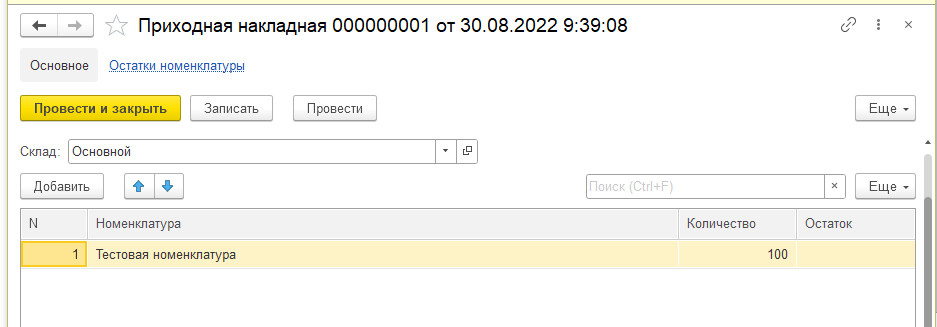 Приходная накладная 000000001 от 30.08.2022 9:39:08
Основное Остатки номенклатуры
Провести и закрыть Записать Провести Еще
Склад: Основной
Добавить Поиск (Ctrl+F) × Еще
N Номенклатура Количество Остаток
1 Тестовая номенклатура 100